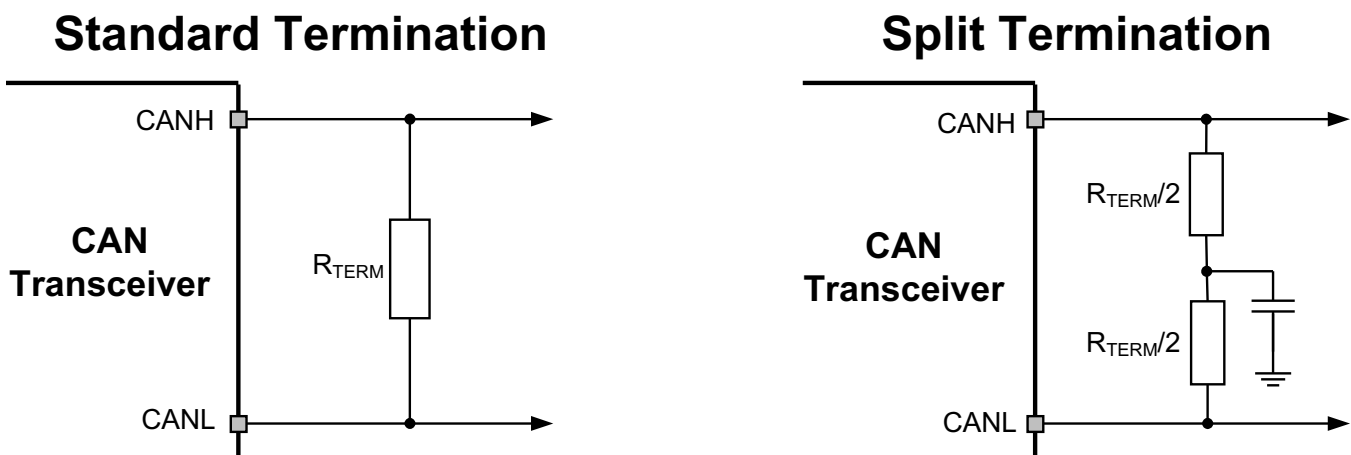 Standard Termination
CANH
CAN
Transceiver
RTERM
CANL
Split Termination
CANH
RTERM/2
CAN
Transceiver
RTERM/2
CANL